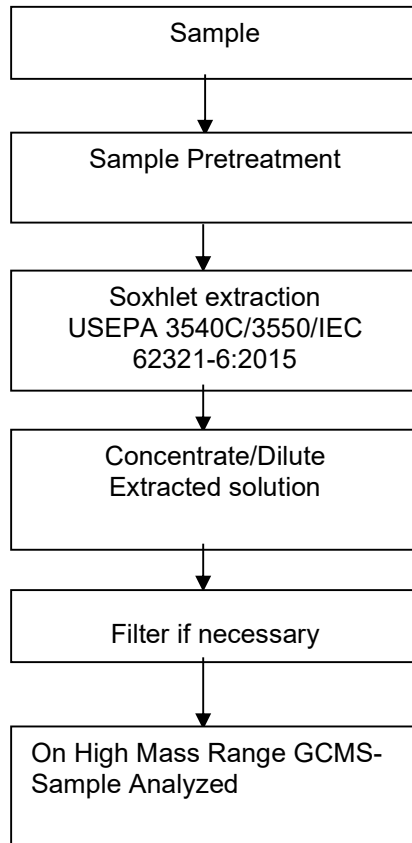 Sample
Sample Pretreatment
Soxhlet extraction
USEPA 3540C/3550/IEC
62321-6:2015
Concentrate/Dilute
Extracted solution
Filter if necessary
On High Mass Range GCMS-
Sample Analyzed